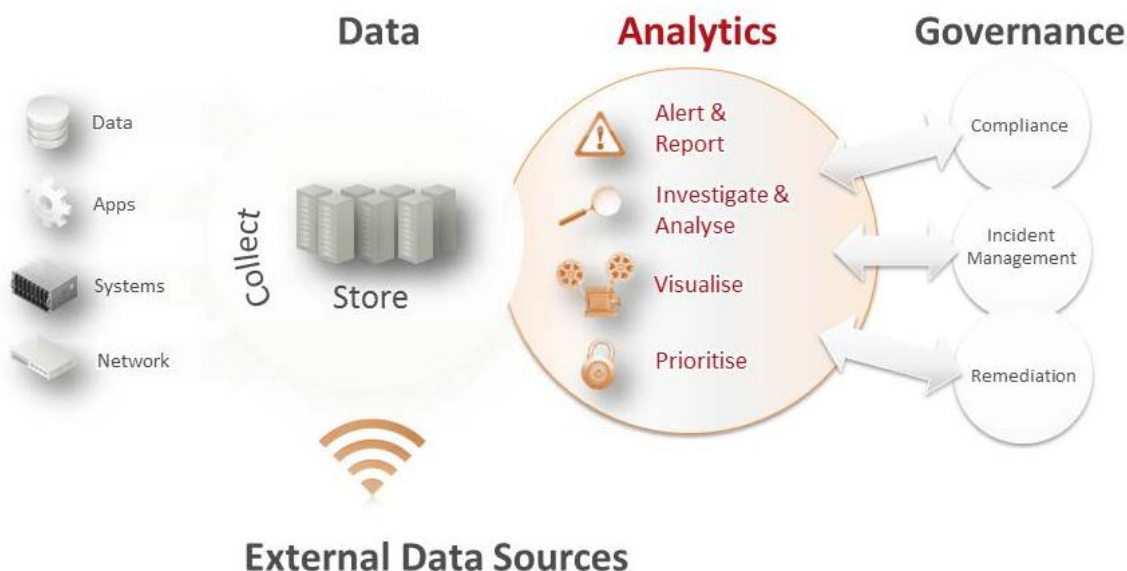 Data
Analytics
Governance
Data
Apps
Systems
Network
Collect
Store
Alert &
Report
Investigate &
Analyse
Visualise
Prioritise
Compliance
Incident
Management
Remediation
External Data Sources